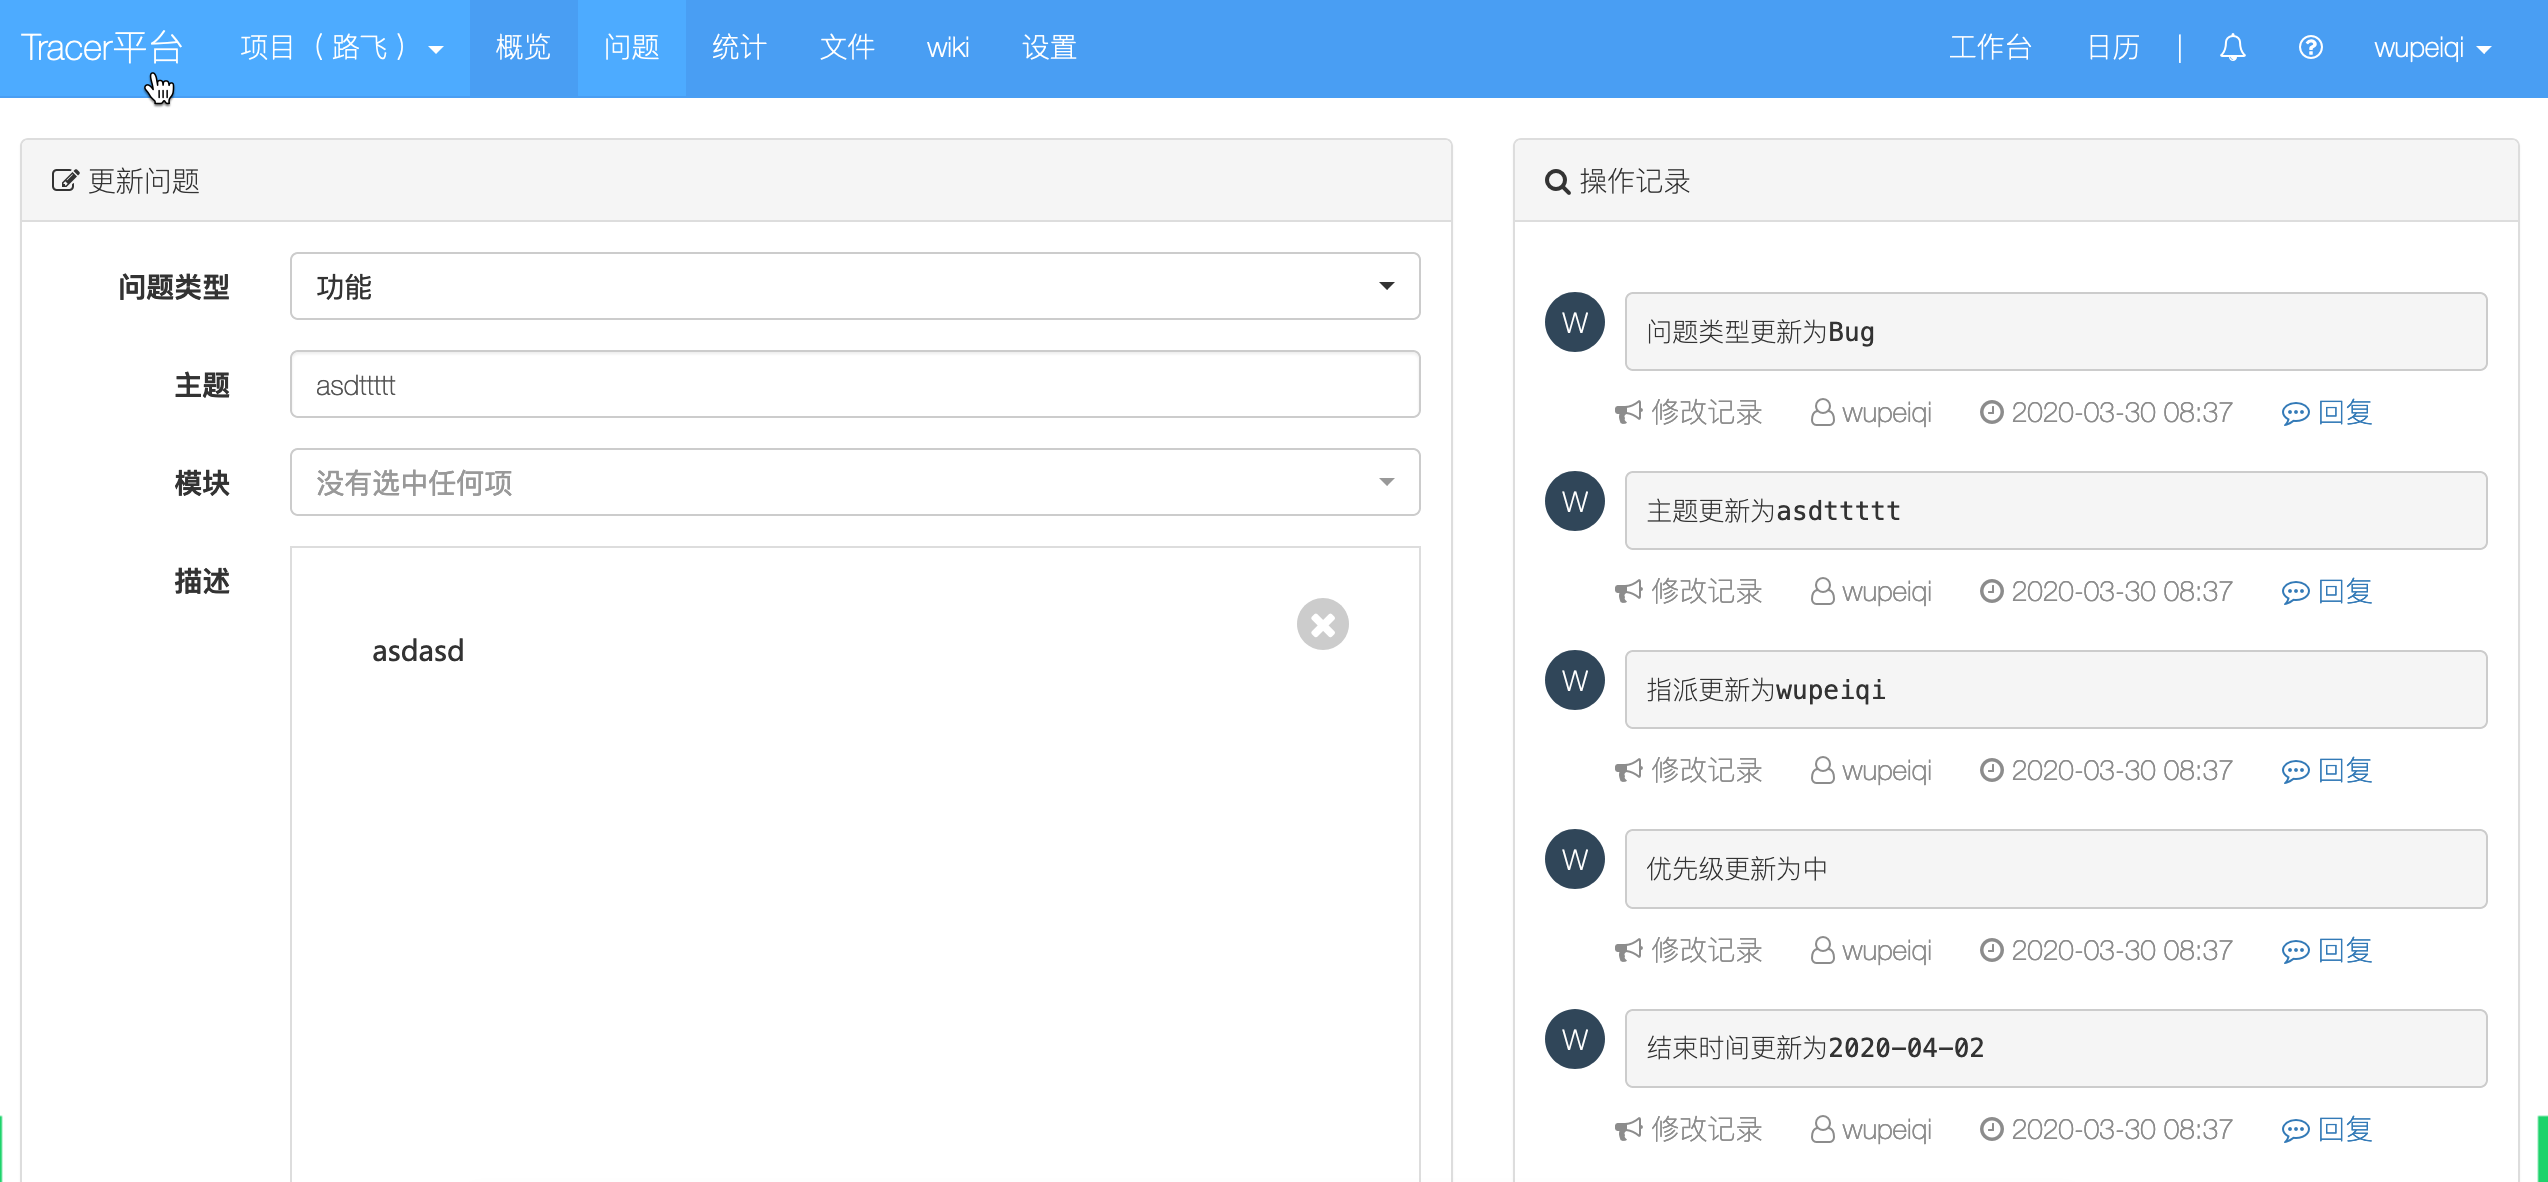 Tracer平台 项目（路飞） 概览 问题 统计 文件 wiki 设置 工作台 日历 | wupeiqi
更新问题
问题类型 功能
主题 asdttttt
模块 没有选中任何项
描述
asdasd
操作记录
W 问题类型更新为Bug
修改记录 wupeiqi 2020-03-30 08:37 回复
W 主题更新为asdttttt
修改记录 wupeiqi 2020-03-30 08:37 回复
W 指派更新为wupeiqi
修改记录 wupeiqi 2020-03-30 08:37 回复
W 优先级更新为中
修改记录 wupeiqi 2020-03-30 08:37 回复
W 结束时间更新为2020-04-02
修改记录 wupeiqi 2020-03-30 08:37 回复